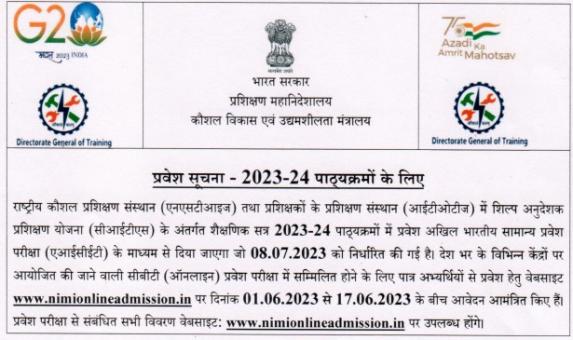 G20
भारत 2023 INDIA
75
Azadi Ka
Amrit Mahotsav
सत्यमेव जयते
भारत सरकार
प्रशिक्षण महानिदेशालय
कौशल विकास एवं उद्यमशीलता मंत्रालय
Directorate General of Training
Directorate General of Training
प्रवेश सूचना - 2023-24 पाठ्यक्रमों के लिए
राष्ट्रीय कौशल प्रशिक्षण संस्थान (एनएसटीआइज) तथा प्रशिक्षकों के प्रशिक्षण संस्थान (आईटीओटीज) में शिल्प अनुदेशक
प्रशिक्षण योजना (सीआईटीएस) के अंतर्गत शैक्षणिक सत्र 2023-24 पाठ्यक्रमों में प्रवेश अखिल भारतीय सामान्य प्रवेश
परीक्षा (एआईसीईटी) के माध्यम से दिया जाएगा जो 08.07.2023 को निर्धारित की गई है। देश भर के विभिन्न केंद्रों पर
आयोजित की जाने वाली सीबीटी (ऑनलाइन) प्रवेश परीक्षा में सम्मिलित होने के लिए पात्र अभ्यर्थियों से प्रवेश हेतु वेबसाइट
www.nimionlineadmission.in पर दिनांक 01.06.2023 से 17.06.2023 के बीच आवेदन आमंत्रित किए हैं।
प्रवेश परीक्षा से संबंधित सभी विवरण वेबसाइट: www.nimionlineadmission.in पर उपलब्ध होंगे।